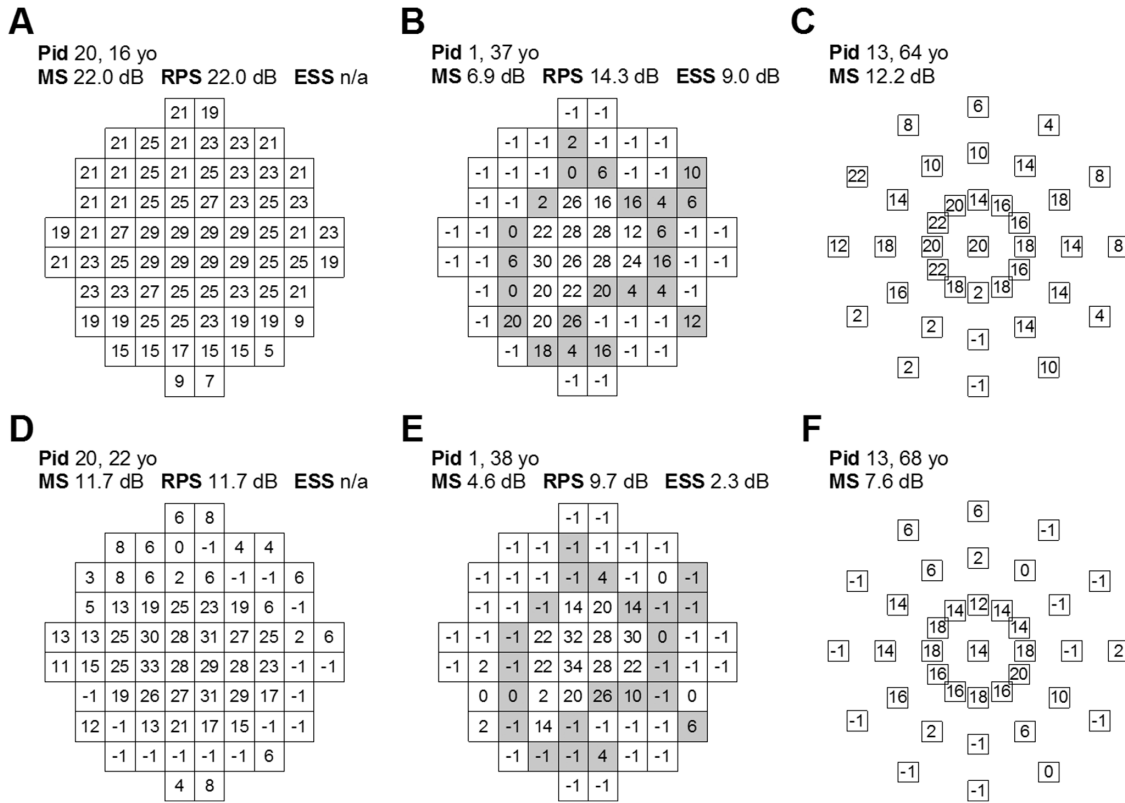 A
Pid 20, 16 yo
MS 22.0 dB RPS 22.0 dB ESS n/a
21 19
21 25 21 23 23 21
21 21 25 21 25 23 23 21
21 21 25 25 27 23 25 23
19 21 27 29 29 29 29 25 21 23
21 23 25 29 29 29 29 25 25 19
23 23 27 25 25 23 25 21
19 19 25 25 23 19 19 9
15 15 17 15 15 5
9 7
B
Pid 1, 37 yo
MS 6.9 dB RPS 14.3 dB ESS 9.0 dB
-1 -1
-1 -1 2 -1 -1 -1
-1 -1 -1 0 6 -1 -1 10
-1 -1 2 26 16 16 4 6
-1 -1 0 22 28 28 12 6 -1 -1
-1 -1 6 30 26 28 24 16 -1 -1
-1 0 20 22 20 4 4 -1
-1 20 20 26 -1 -1 -1 12
-1 18 4 16 -1 -1
-1 -1
C
Pid 13, 64 yo
MS 12.2 dB
6
8 4
10
10 14
22 8
14 20 14 16 18
22 16
12 18 20 20 18 14 8
22 16
16 18 2 18 14
2 4
2 14
-1
2 10
-1
D
Pid 20, 22 yo
MS 11.7 dB RPS 11.7 dB ESS n/a
6 8
8 6 0 -1 4 4
3 8 6 2 6 -1 -1 6
5 13 19 25 23 19 6 -1
13 13 25 30 28 31 27 25 2 6
11 15 25 33 28 29 28 23 -1 -1
-1 19 26 27 31 29 17 -1
12 -1 13 21 17 15 -1 -1
-1 -1 -1 -1 -1 6
4 8
E
Pid 1, 38 yo
MS 4.6 dB RPS 9.7 dB ESS 2.3 dB
-1 -1
-1 -1 -1 -1 -1 -1
-1 -1 -1 -1 4 -1 0 -1
-1 -1 -1 14 20 14 -1 -1
-1 -1 -1 22 32 28 30 0 -1 -1
-1 2 -1 22 34 28 22 -1 -1 -1
0 0 2 20 26 10 -1 0
2 -1 14 -1 -1 -1 -1 6
-1 -1 -1 4 -1 -1
-1 -1
F
Pid 13, 68 yo
MS 7.6 dB
6
6 -1
2
6 0
-1 -1
14 14 12 14 -1
18 14
-1 14 18 14 18 -1 2
16 20
16 16 18 16 10
-1 -1
2 6
-1
-1 0
-1